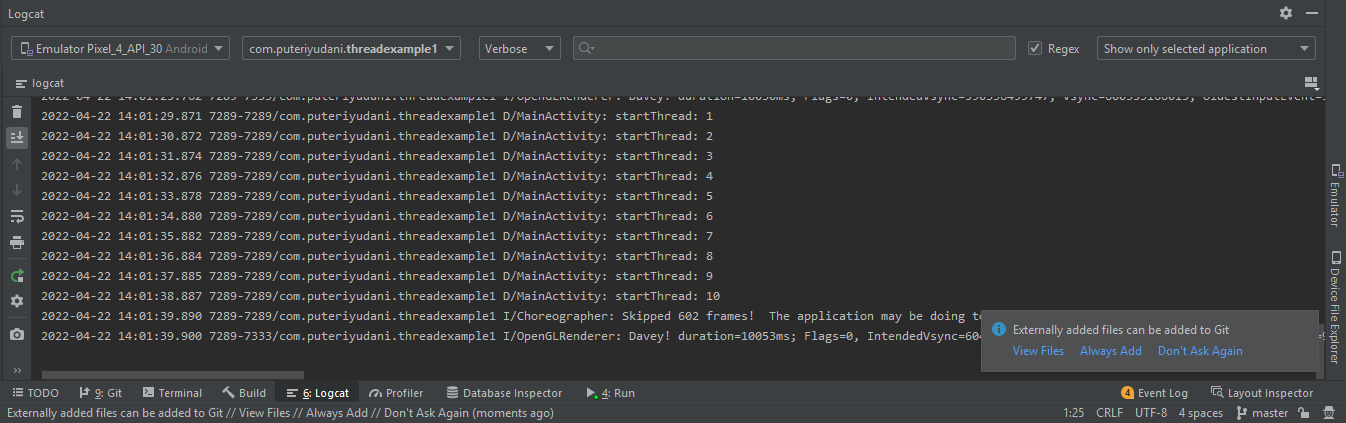 Logcat
Emulator Pixel_4_API_30 Android com.puteriyudani.threadexample1 Verbose Regex Show only selected application
logcat
2022-04-22 14:01:29.871 7289-7289/com.puteriyudani.threadexample1 D/MainActivity: startThread: 1
2022-04-22 14:01:30.872 7289-7289/com.puteriyudani.threadexample1 D/MainActivity: startThread: 2
2022-04-22 14:01:31.874 7289-7289/com.puteriyudani.threadexample1 D/MainActivity: startThread: 3
2022-04-22 14:01:32.876 7289-7289/com.puteriyudani.threadexample1 D/MainActivity: startThread: 4
2022-04-22 14:01:33.878 7289-7289/com.puteriyudani.threadexample1 D/MainActivity: startThread: 5
2022-04-22 14:01:34.880 7289-7289/com.puteriyudani.threadexample1 D/MainActivity: startThread: 6
2022-04-22 14:01:35.882 7289-7289/com.puteriyudani.threadexample1 D/MainActivity: startThread: 7
2022-04-22 14:01:36.884 7289-7289/com.puteriyudani.threadexample1 D/MainActivity: startThread: 8
2022-04-22 14:01:37.885 7289-7289/com.puteriyudani.threadexample1 D/MainActivity: startThread: 9
2022-04-22 14:01:38.887 7289-7289/com.puteriyudani.threadexample1 D/MainActivity: startThread: 10
2022-04-22 14:01:39.890 7289-7289/com.puteriyudani.threadexample1 I/Choreographer: Skipped 602 frames! The application may be doing
2022-04-22 14:01:39.900 7289-7333/com.puteriyudani.threadexample1 I/OpenGLRenderer: Davey! duration=10053ms; Flags=0, IntendedVsync=604
Externally added files can be added to Git
View Files Always Add Don't Ask Again
Emulator
Device File Explorer
TODO 9: Git Terminal Build 6: Logcat Profiler Database Inspector 4: Run 4 Event Log Layout Inspector
Externally added files can be added to Git // View Files // Always Add // Don't Ask Again (moments ago) 1:25 CRLF UTF-8 4 spaces master